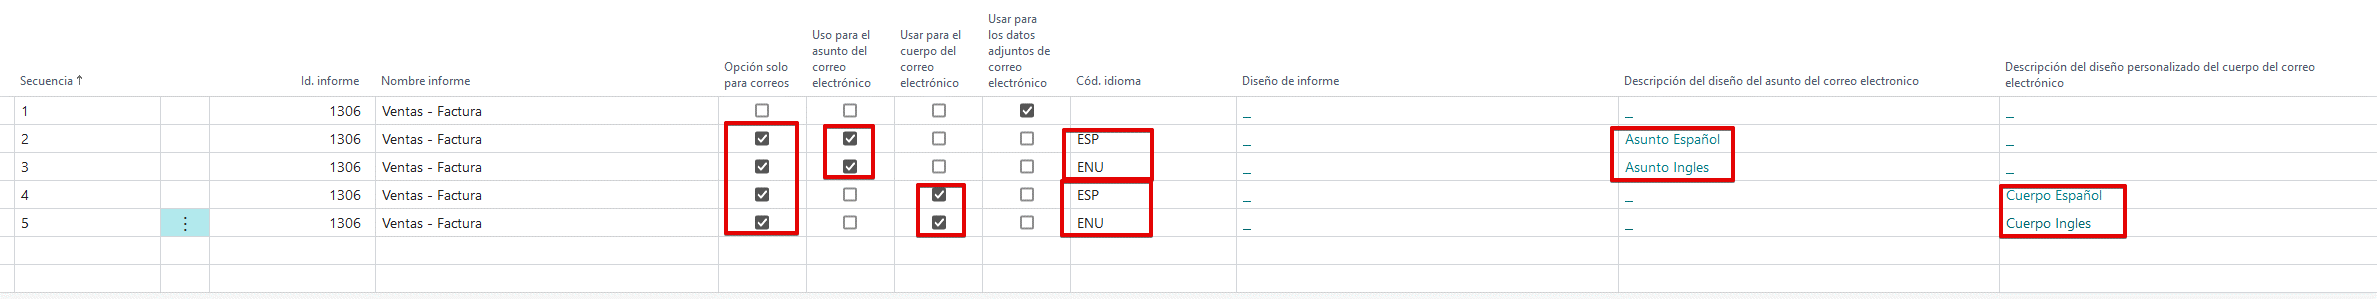 Secuencia ↑ Id. informe Nombre informe Opción solo para correos Uso para el asunto del correo electrónico Usar para el cuerpo del correo electrónico Usar para los datos adjuntos de correo electrónico Cód. idioma Diseño de informe Descripción del diseño del asunto del correo electronico Descripción del diseño personalizado del cuerpo del correo electrónico
1 1306 Ventas - Factura _ _ _
2 1306 Ventas - Factura ESP _ Asunto Español _
3 1306 Ventas - Factura ENU _ Asunto Ingles _
4 1306 Ventas - Factura ESP _ _ Cuerpo Español
5 1306 Ventas - Factura ENU _ _ Cuerpo Ingles